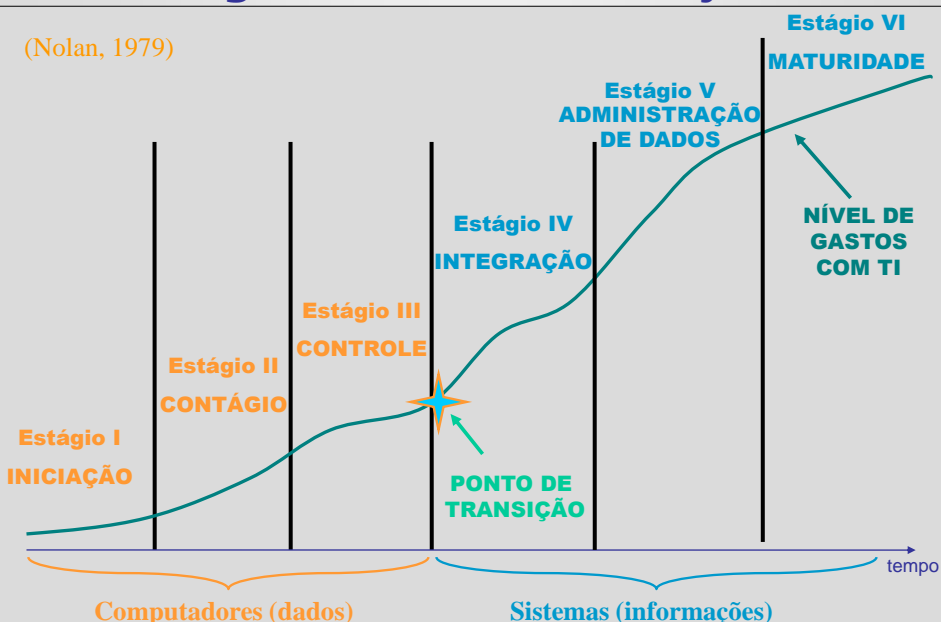 (Nolan, 1979)
Estágio I
INICIAÇÃO
Estágio II
CONTÁGIO
Estágio III
CONTROLE
Estágio IV
INTEGRAÇÃO
Estágio V
ADMINISTRAÇÃO
DE DADOS
Estágio VI
MATURIDADE
NÍVEL DE
GASTOS
COM TI
PONTO DE
TRANSIÇÃO
tempo
Computadores (dados)
Sistemas (informações)